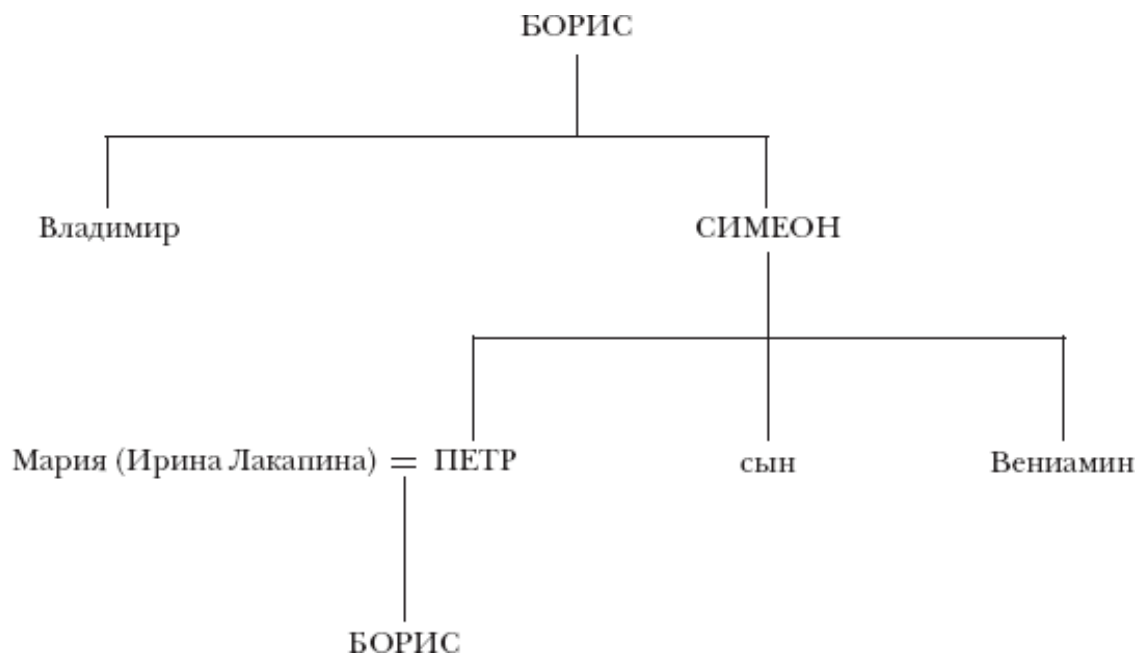 БОРИС
Владимир СИМЕОН
Мария (Ирина Лакапина) = ПЕТР сын Вениамин
БОРИС